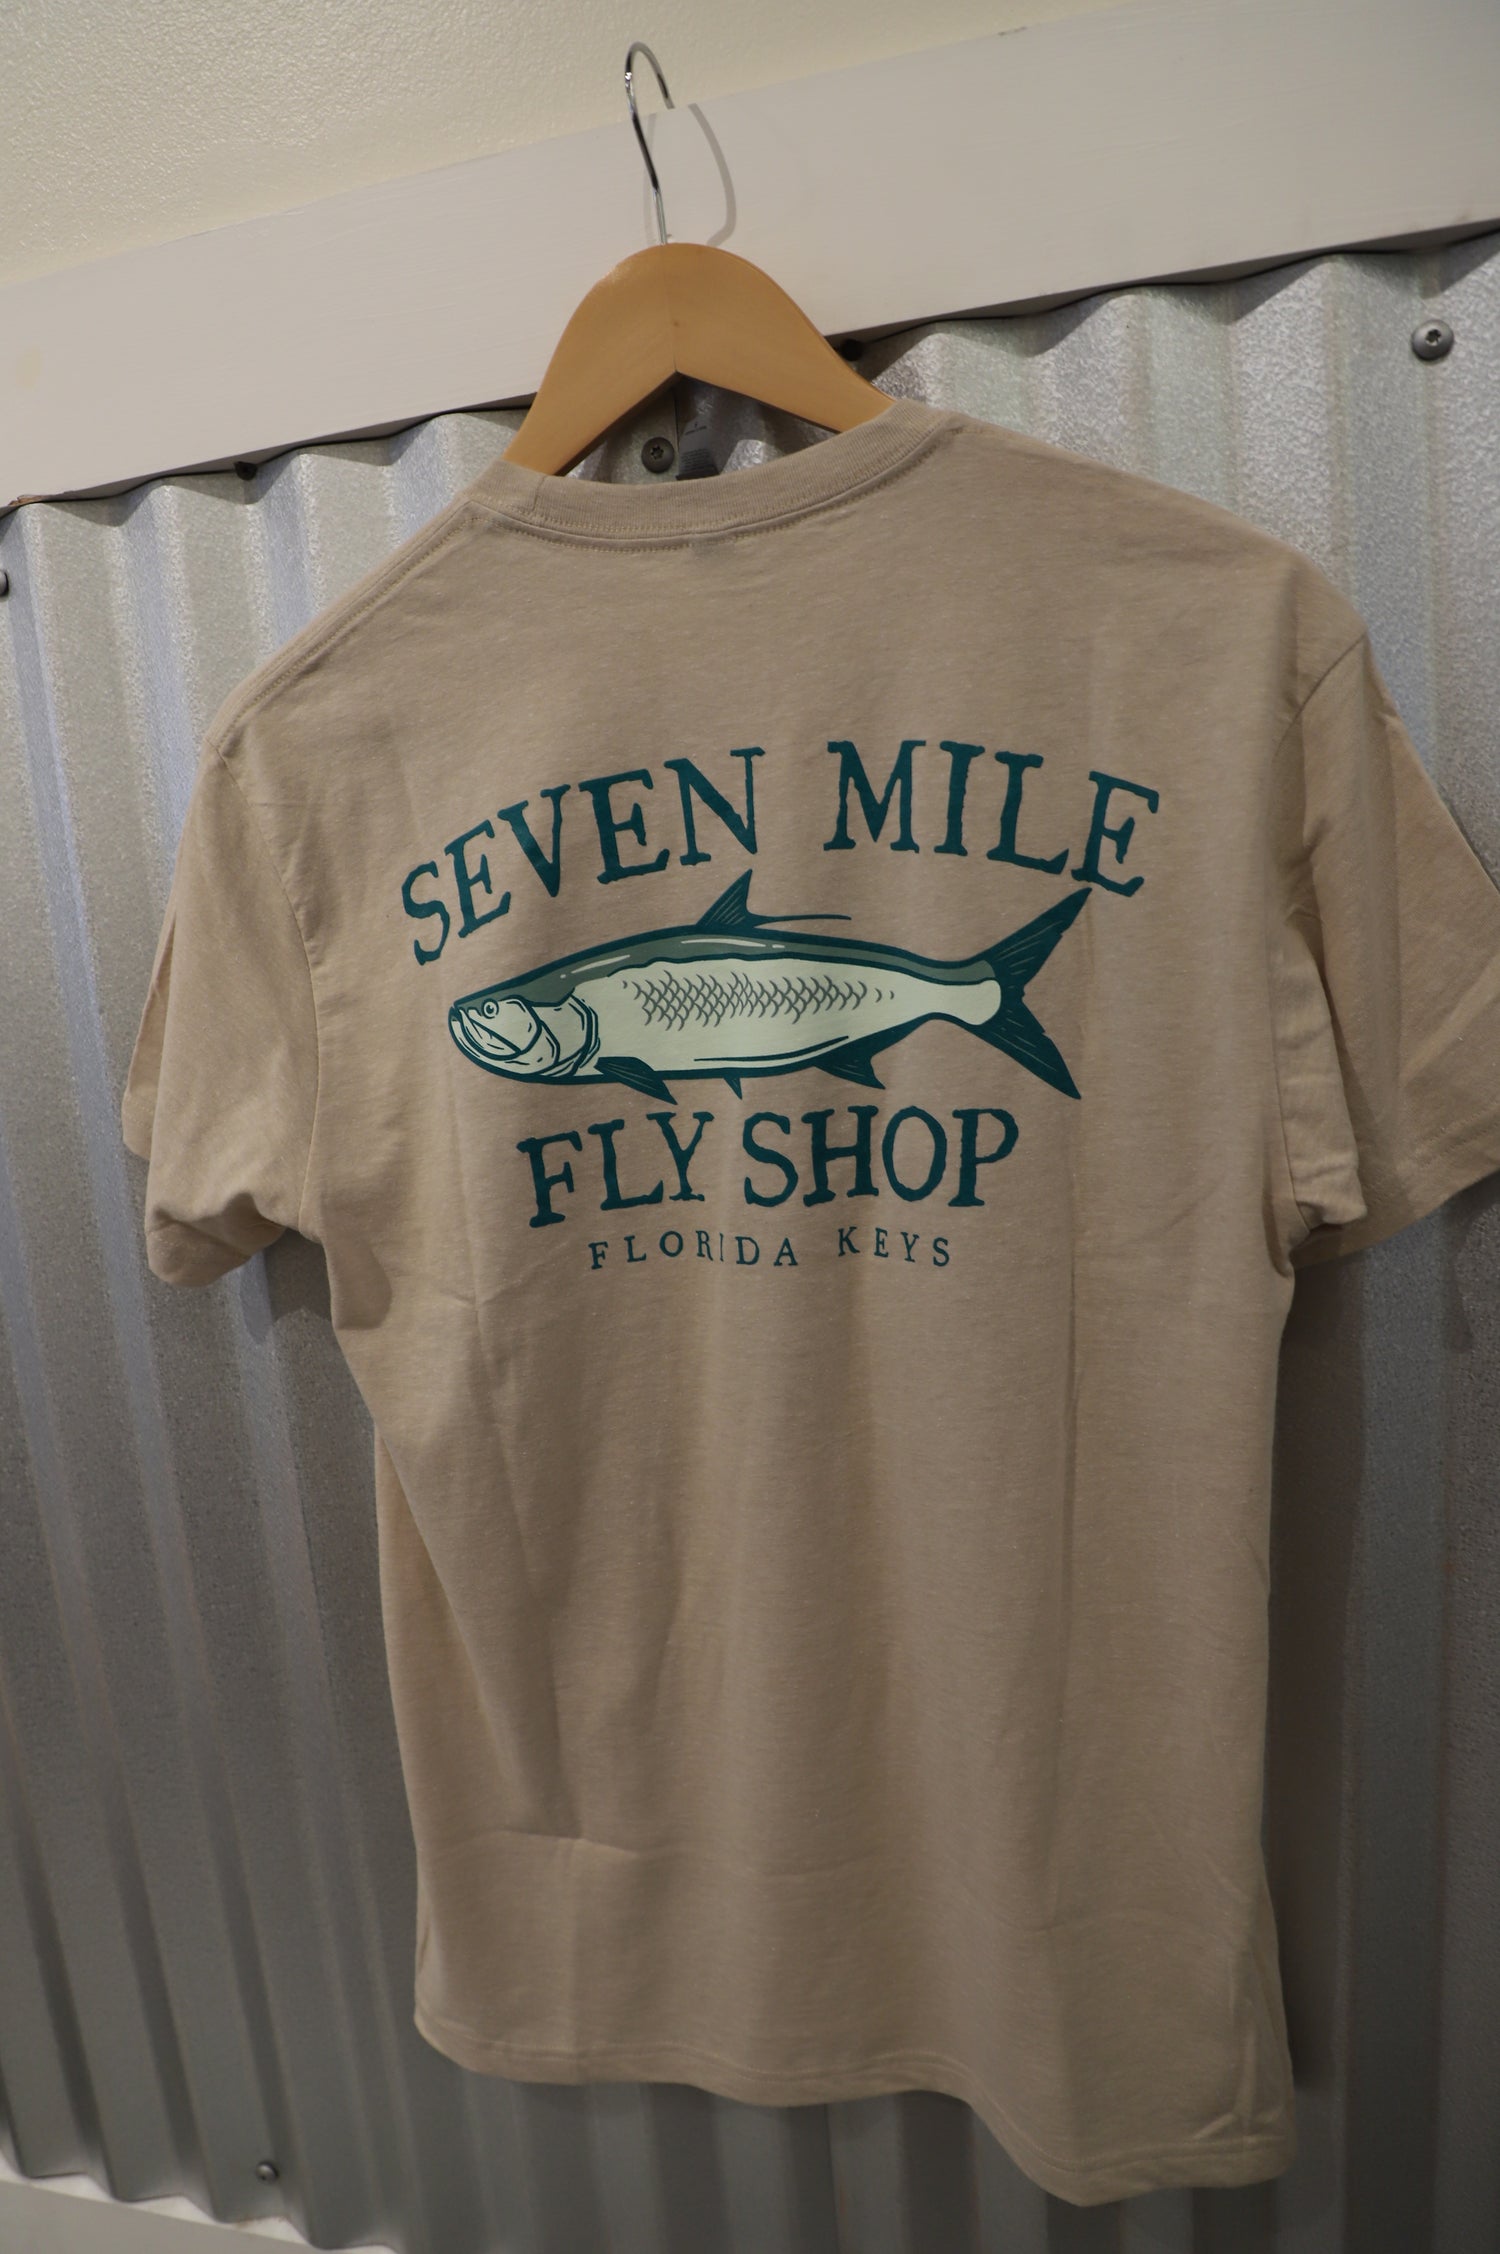 SEVEN MILE
FLY SHOP
FLORIDA KEYS